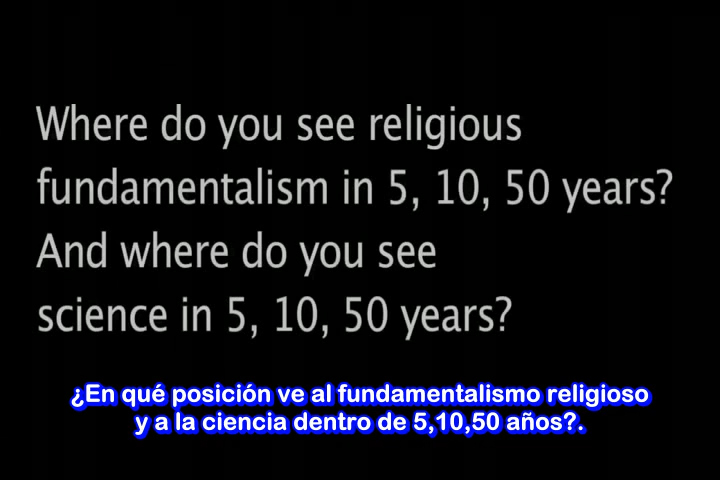 Where do you see religious
fundamentalism in 5, 10, 50 years?
And where do you see
science in 5, 10, 50 years?
¿En qué posición ve al fundamentalismo religioso
y a la ciencia dentro de 5,10,50 años?.